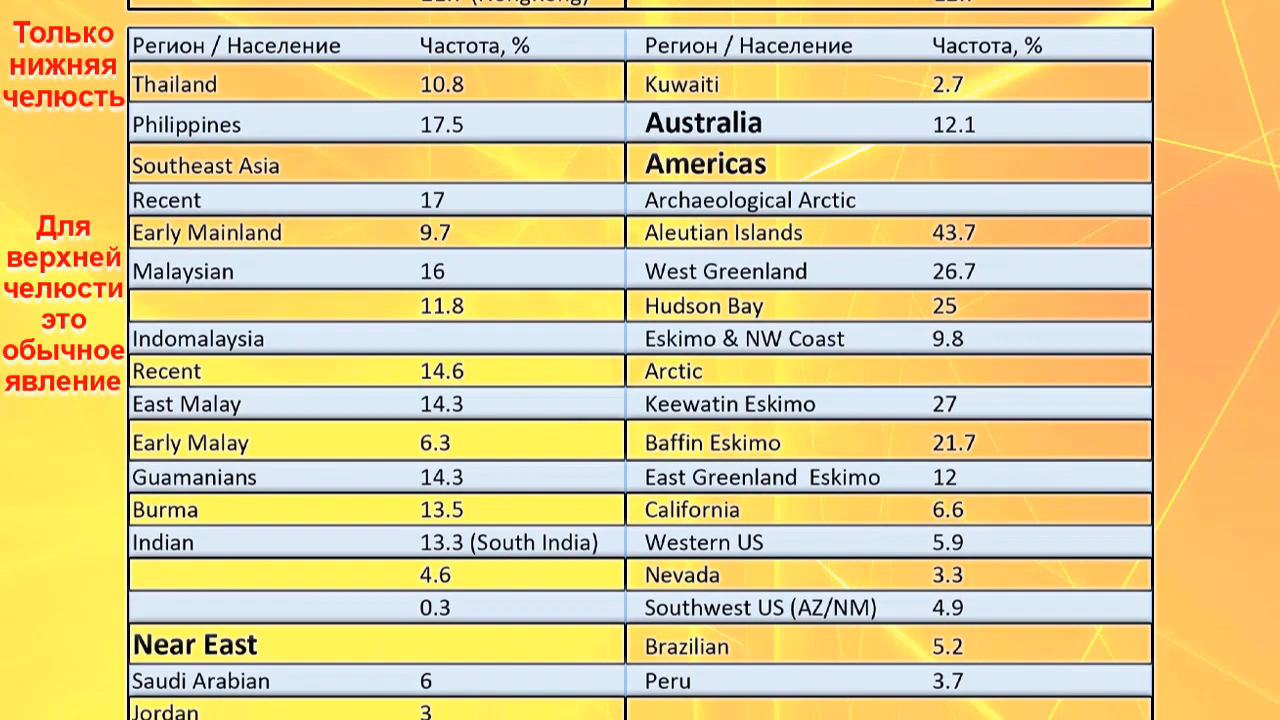 Только
нижняя
челюсть
Для
верхней
челюсти
это
обычное
явление
Регион / Население Частота, % Регион / Население Частота, %
Thailand 10.8 Kuwaiti 2.7
Philippines 17.5 Australia 12.1
Southeast Asia Americas
Recent 17 Archaeological Arctic
Early Mainland 9.7 Aleutian Islands 43.7
Malaysian 16 West Greenland 26.7
11.8 Hudson Bay 25
Indomalaysia Eskimo & NW Coast 9.8
Recent 14.6 Arctic
East Malay 14.3 Keewatin Eskimo 27
Early Malay 6.3 Baffin Eskimo 21.7
Guamanians 14.3 East Greenland Eskimo 12
Burma 13.5 California 6.6
Indian 13.3 (South India) Western US 5.9
4.6 Nevada 3.3
0.3 Southwest US (AZ/NM) 4.9
Near East Brazilian 5.2
Saudi Arabian 6 Peru 3.7
Jordan 3